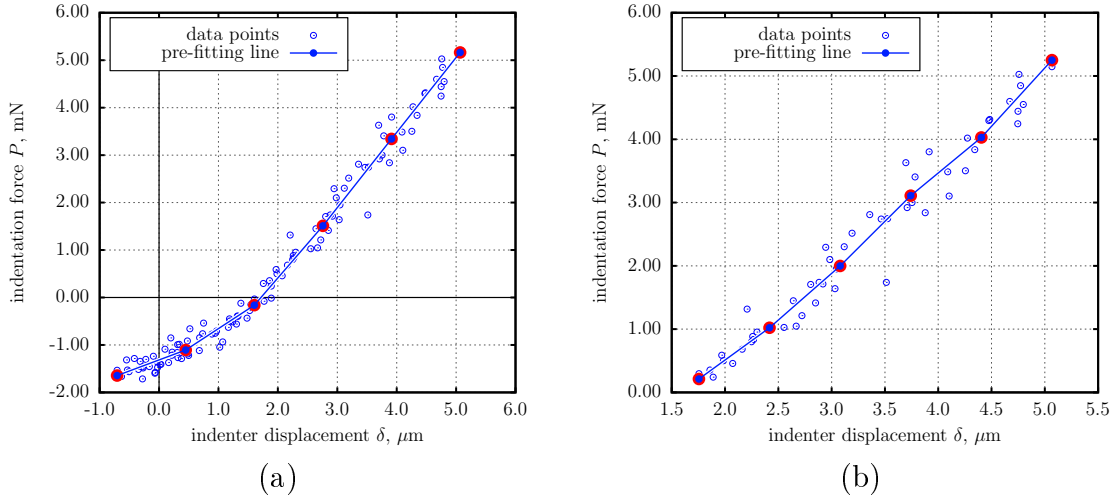 6.00
5.00
4.00
3.00
2.00
1.00
0.00
-1.00
-2.00
-1.0 0.0 1.0 2.0 3.0 4.0 5.0 6.0
indentation force P, mN
indenter displacement δ, μm
data points
pre-fitting line
(a)
6.00
5.00
4.00
3.00
2.00
1.00
0.00
1.5 2.0 2.5 3.0 3.5 4.0 4.5 5.0 5.5
indentation force P, mN
indenter displacement δ, μm
data points
pre-fitting line
(b)